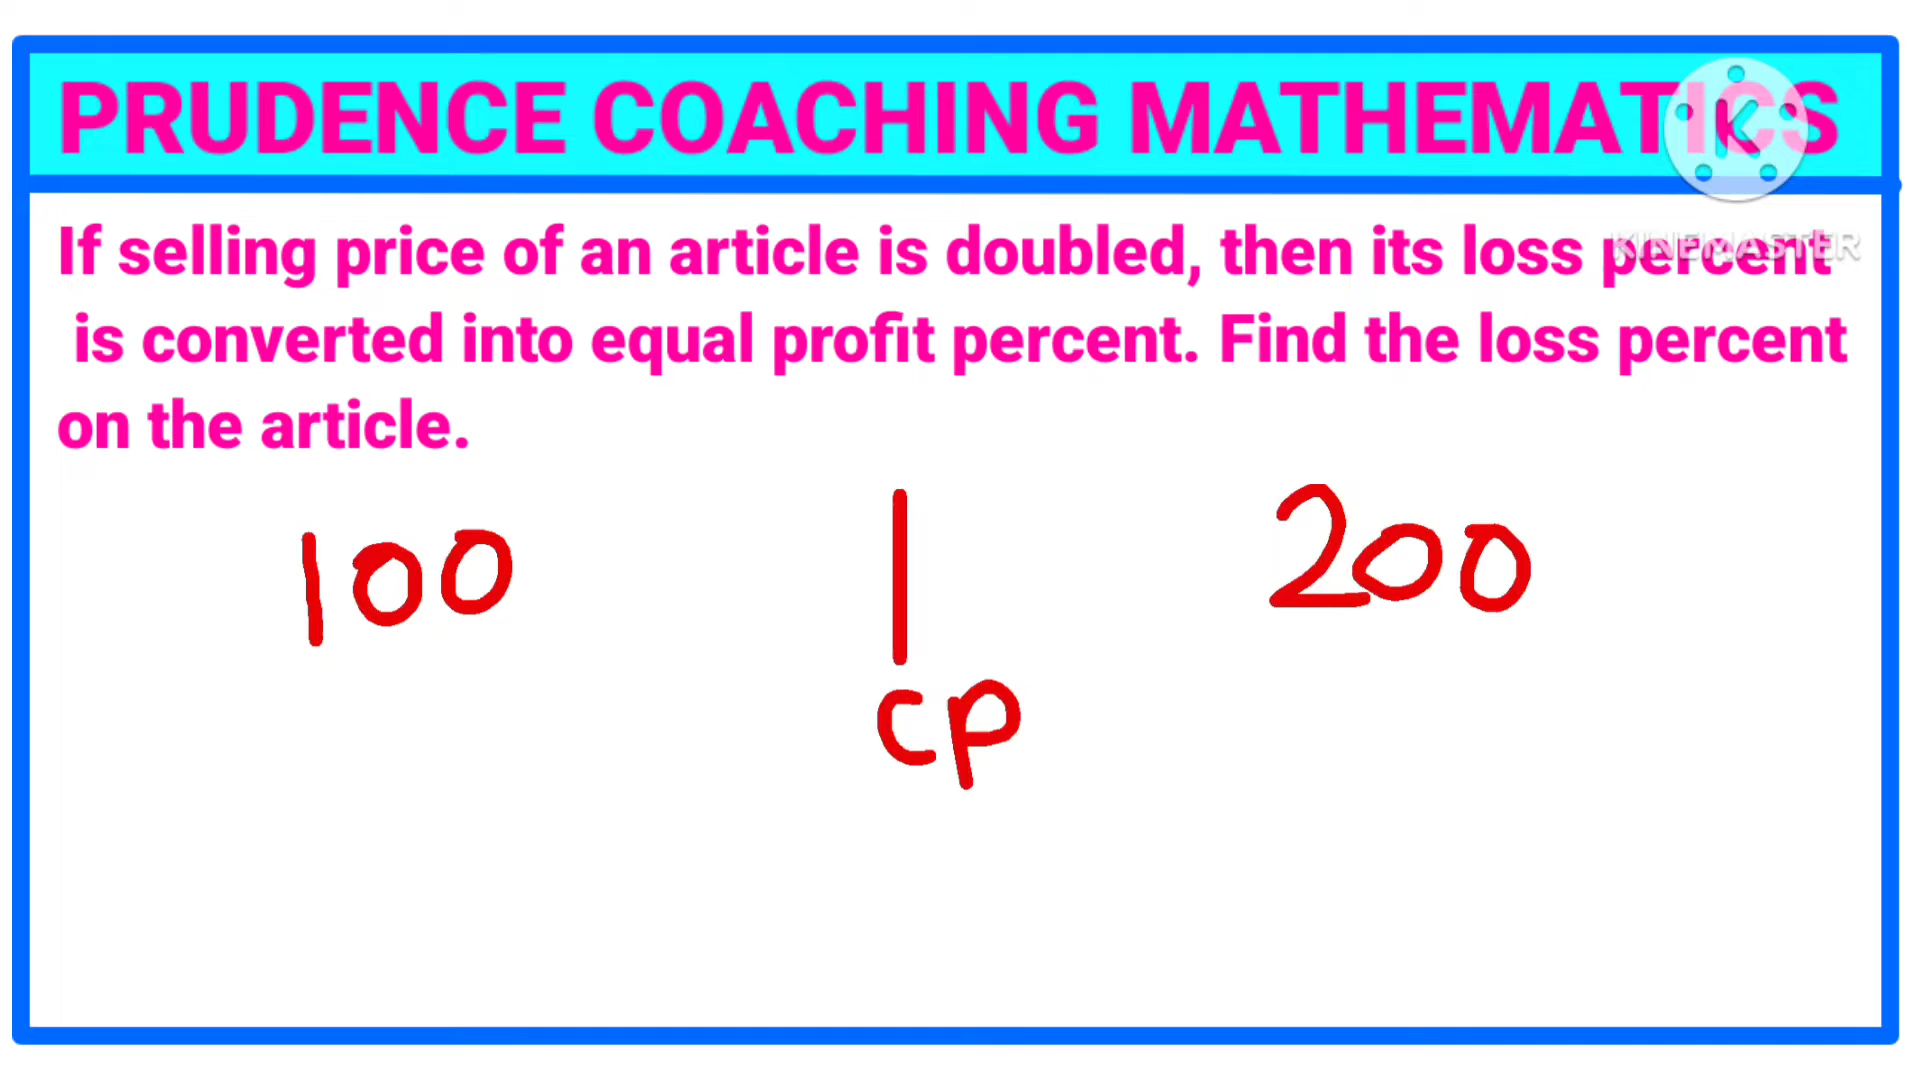 PRUDENCE COACHING MATHEMATICS
KINEMASTER
If selling price of an article is doubled, then its loss percent
is converted into equal profit percent. Find the loss percent
on the article.
100 | 200
cp